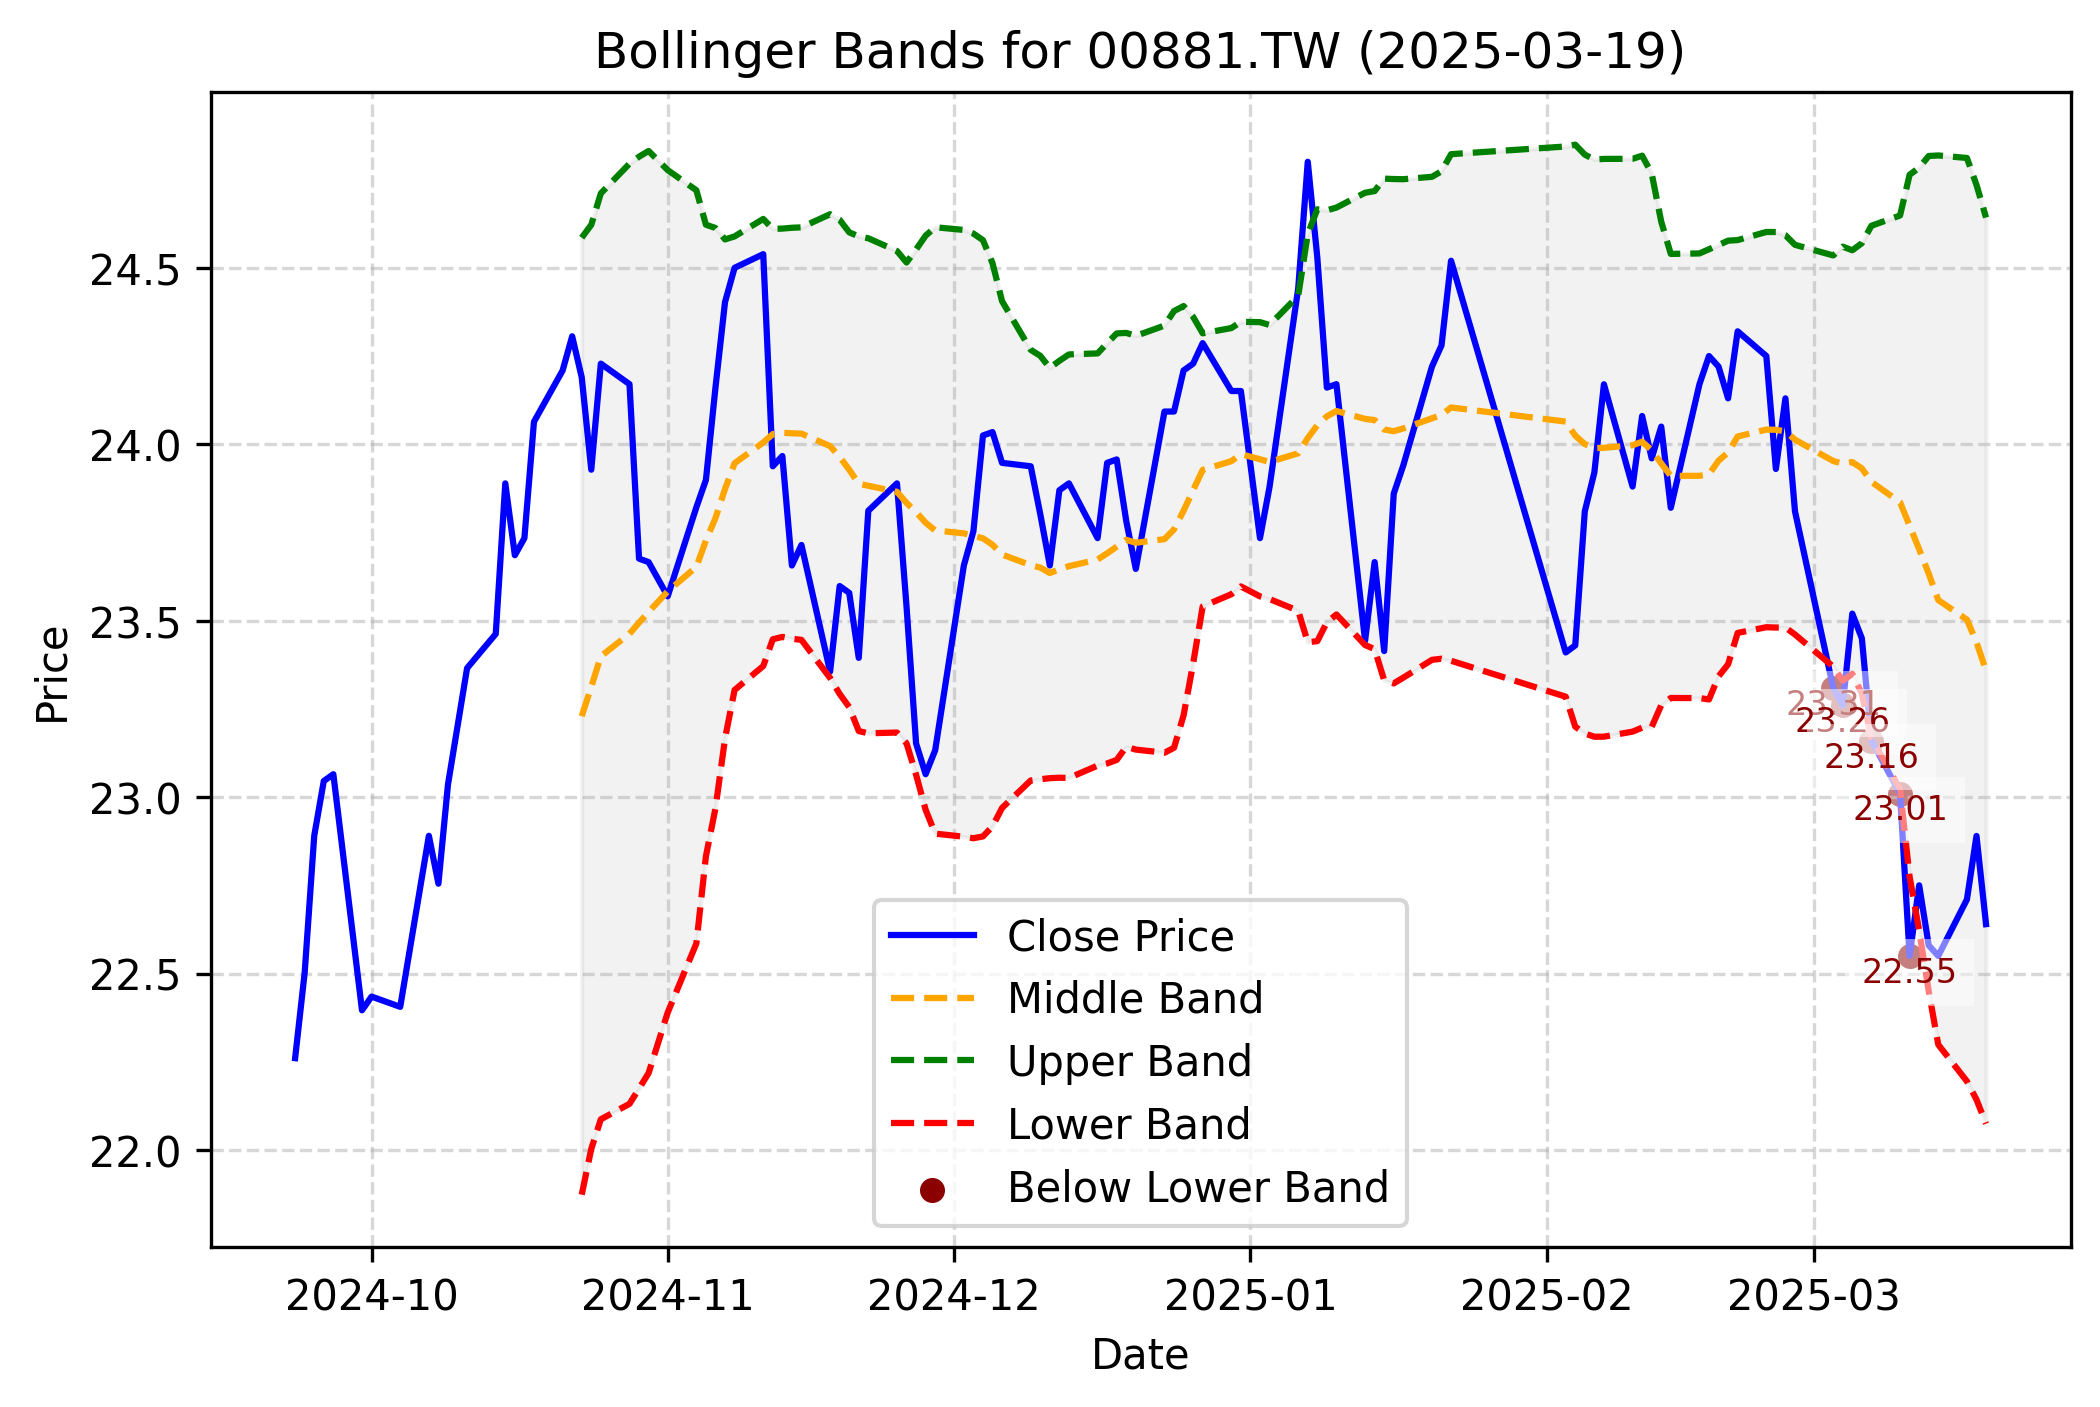 Bollinger Bands for 00881.TW (2025-03-19)
Price
24.5
24.0
23.5
23.0
22.5
22.0
23.31
23.26
23.16
23.01
22.55
Close Price
Middle Band
Upper Band
Lower Band
Below Lower Band
2024-10
2024-11
2024-12
2025-01
2025-02
2025-03
Date